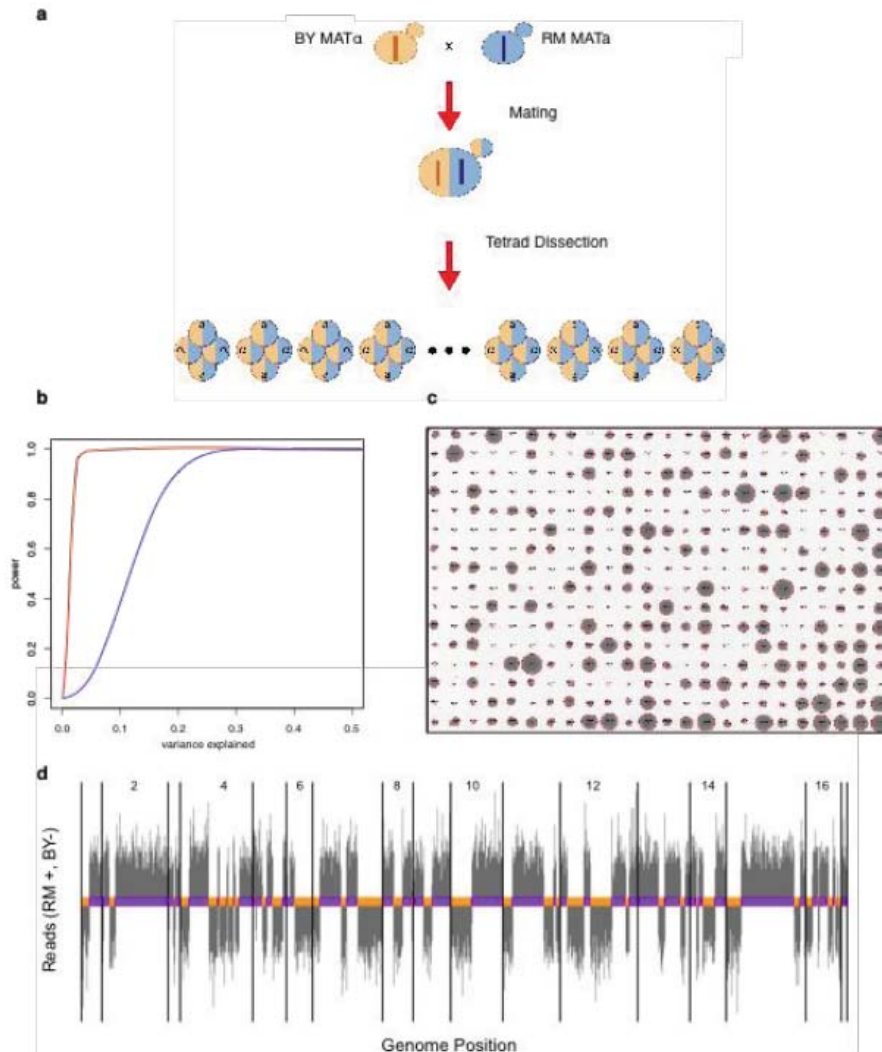 a
BY MATα
x
RM MATa
Mating
Tetrad Dissection
b
c
1.0
0.8
0.6
0.4
0.2
0.0
power
0.0 0.1 0.2 0.3 0.4 0.5
variance explained
d
2 4 6 8 10 12 14 16
Reads (RM +, BY-)
Genome Position